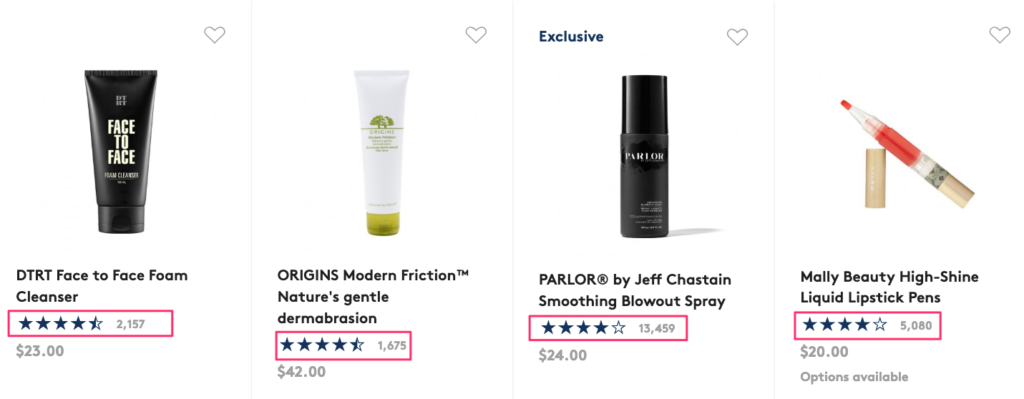 Exclusive
DT
RT
FACE
TO
FACE
FOAM CLEANSER
ORIGINS
PARLOR
DTRT Face to Face Foam
Cleanser
2,157
$23.00
ORIGINS Modern Friction™
Nature's gentle
dermabrasion
1,675
$42.00
PARLOR® by Jeff Chastain
Smoothing Blowout Spray
13,459
$24.00
Mally Beauty High-Shine
Liquid Lipstick Pens
5,080
$20.00
Options available